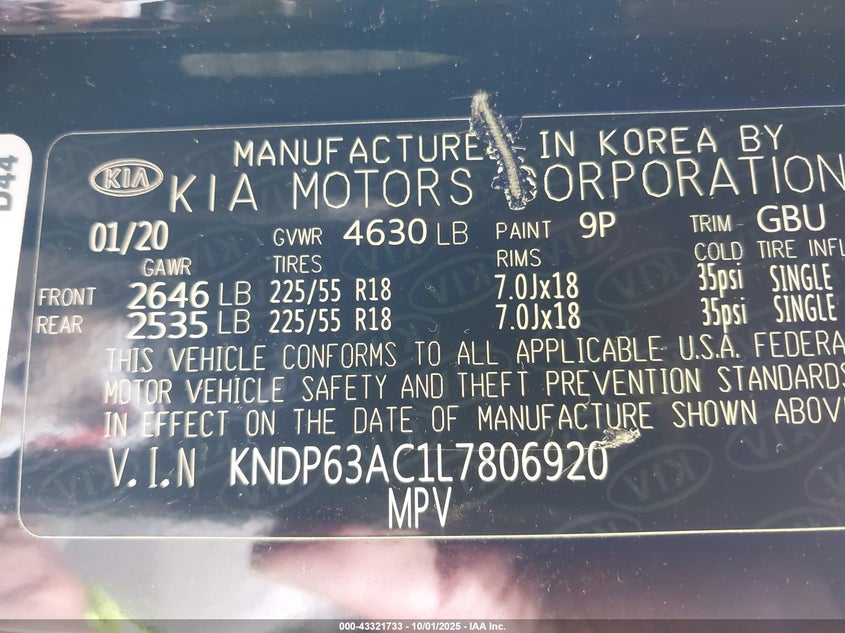 D44
MANUFACTURE IN KOREA BY
KIA KIA MOTORS CORPORATION
01/20 GVWR 4630 LB PAINT 9P TRIM GBU
GAWR TIRES RIMS COLD TIRE INFL
FRONT 2646 LB 225/55 R18 7.0Jx18 35psi SINGLE
REAR 2535 LB 225/55 R18 7.0Jx18 35psi SINGLE
THIS VEHICLE CONFORMS TO ALL APPLICABLE U.S.A. FEDERA
MOTOR VEHICLE SAFETY AND THEFT PREVENTION STANDARDS
IN EFFECT ON THE DATE OF MANUFACTURE SHOWN ABOV
V.I.N KNDP63AC1L7806920
MPV
000-43321733 - 10/01/2025 - IAA Inc.